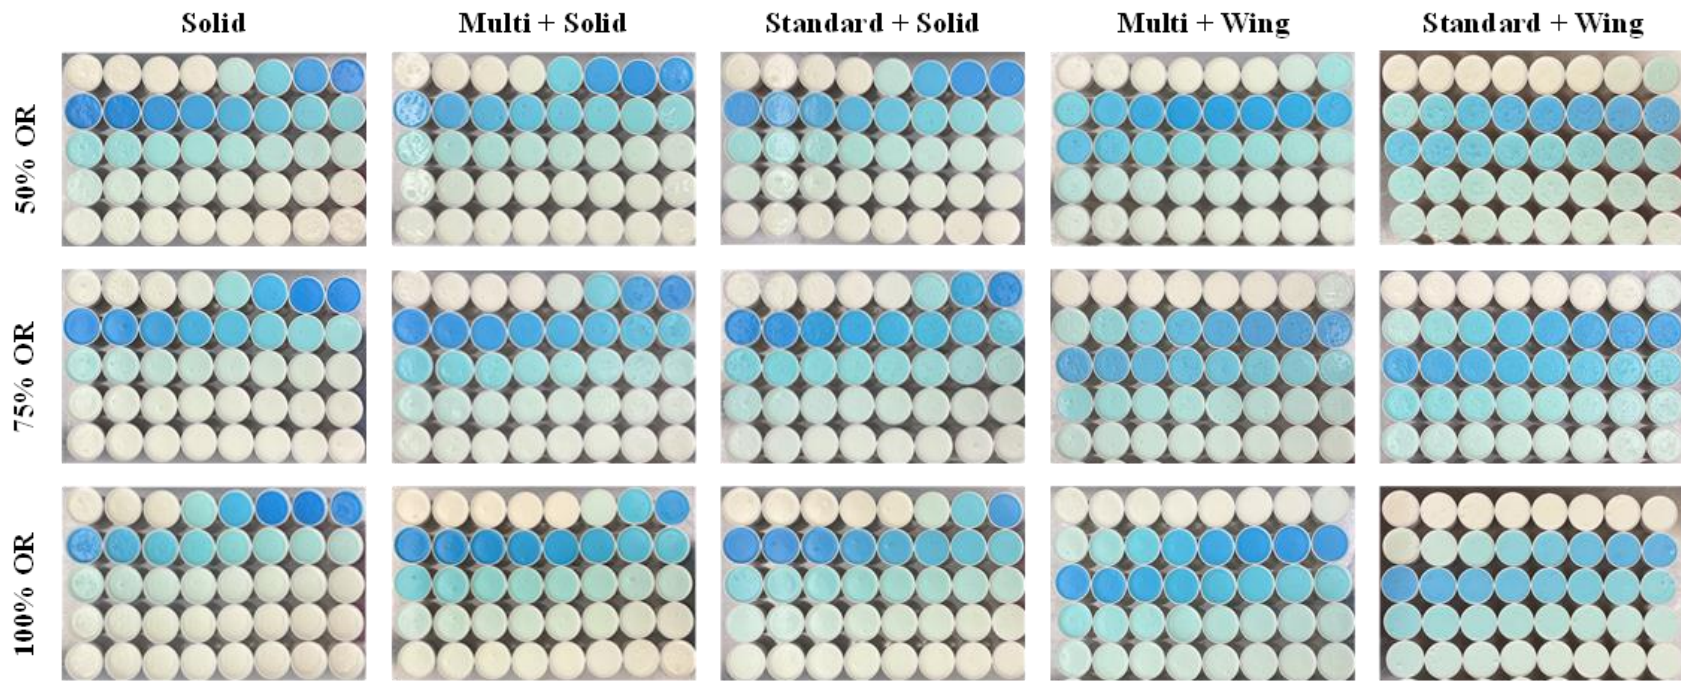 Solid Multi + Solid Standard + Solid Multi + Wing Standard + Wing
50% OR
75% OR
100% OR